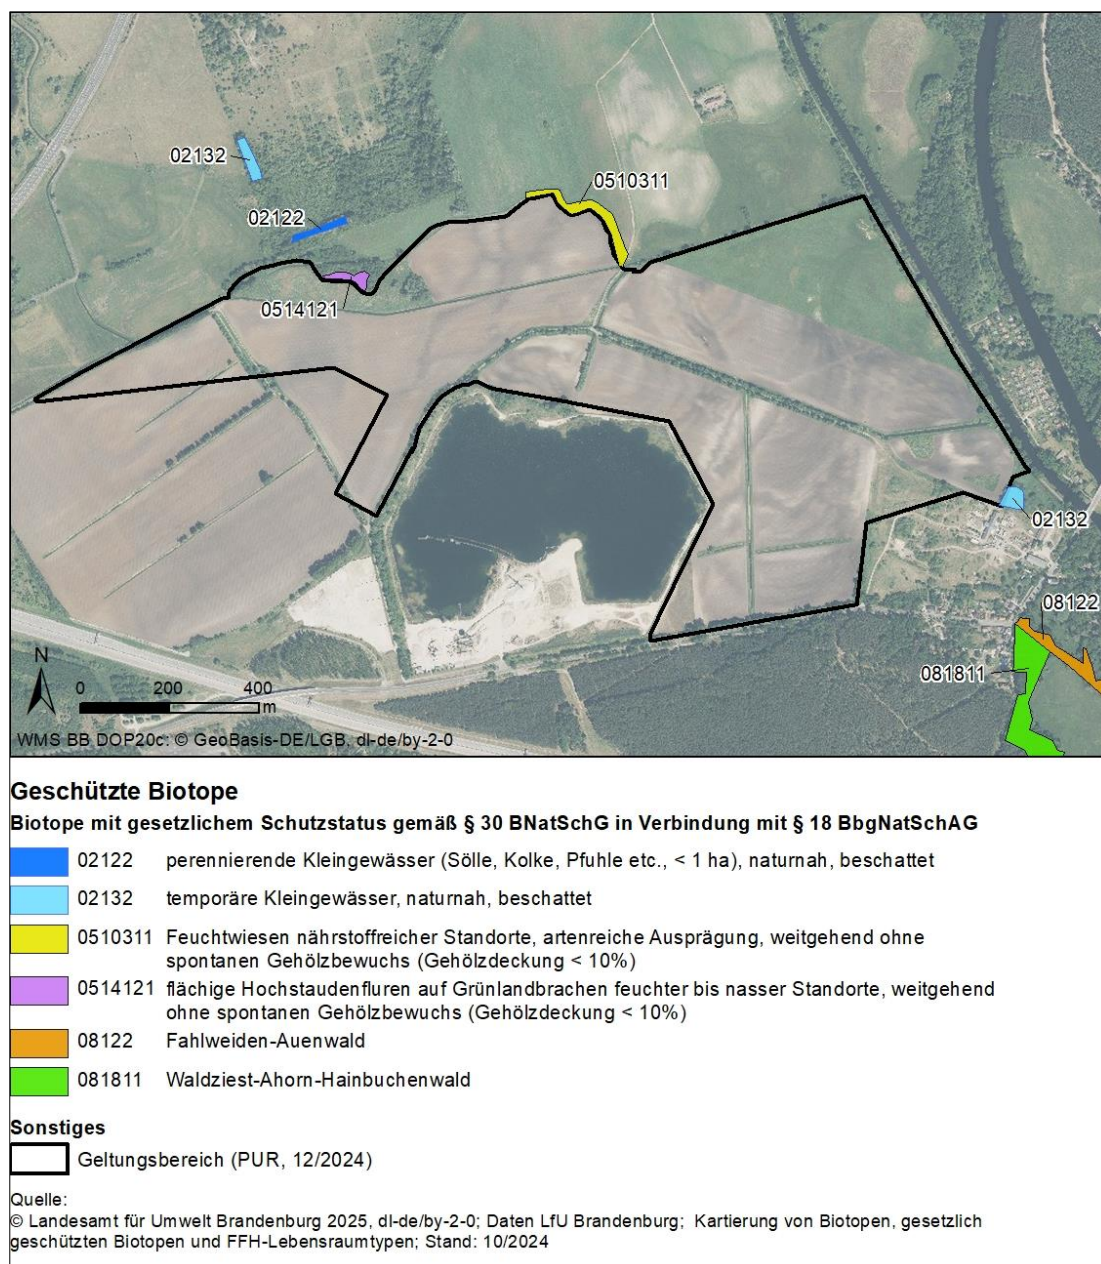 02132
02122
0510311
0514121
02132
08122
081811
N
0 200 400
m
WMS BB DOP20c: © GeoBasis-DE/LGB, dl-de/by-2-0
Geschützte Biotope
Biotope mit gesetzlichem Schutzstatus gemäß § 30 BNatSchG in Verbindung mit § 18 BbgNatSchAG
02122 perennierende Kleingewässer (Sölle, Kolke, Pfuhle etc., < 1 ha), naturnah, beschattet
02132 temporäre Kleingewässer, naturnah, beschattet
0510311 Feuchtwiesen nährstoffreicher Standorte, artenreiche Ausprägung, weitgehend ohne
spontanen Gehölzbewuchs (Gehölzdeckung < 10%)
0514121 flächige Hochstaudenfluren auf Grünlandbrachen feuchter bis nasser Standorte, weitgehend
ohne spontanen Gehölzbewuchs (Gehölzdeckung < 10%)
08122 Fahlweiden-Auenwald
081811 Waldziest-Ahorn-Hainbuchenwald
Sonstiges
Geltungsbereich (PUR, 12/2024)
Quelle:
© Landesamt für Umwelt Brandenburg 2025, dl-de/by-2-0; Daten LfU Brandenburg; Kartierung von Biotopen, gesetzlich
geschützten Biotopen und FFH-Lebensraumtypen; Stand: 10/2024